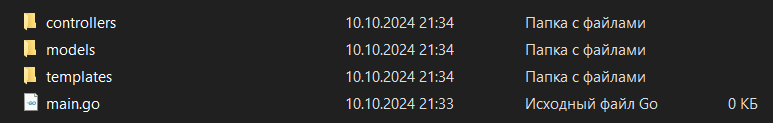 controllers 10.10.2024 21:34 Папка с файлами
models 10.10.2024 21:34 Папка с файлами
templates 10.10.2024 21:34 Папка с файлами
main.go 10.10.2024 21:33 Исходный файл Go 0 КБ